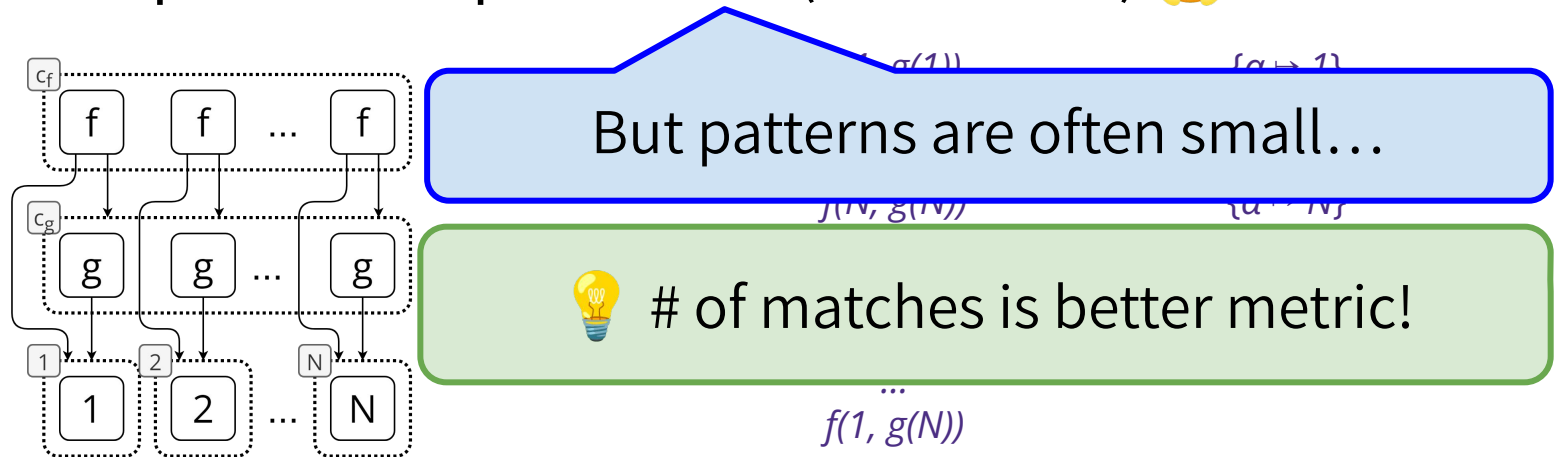 c_f
f f ... f
But patterns are often small…
f(N, g(N))
c_g
g g ... g
💡 # of matches is better metric!
1 2 N
1 2 ... N
...
f(1, g(N))